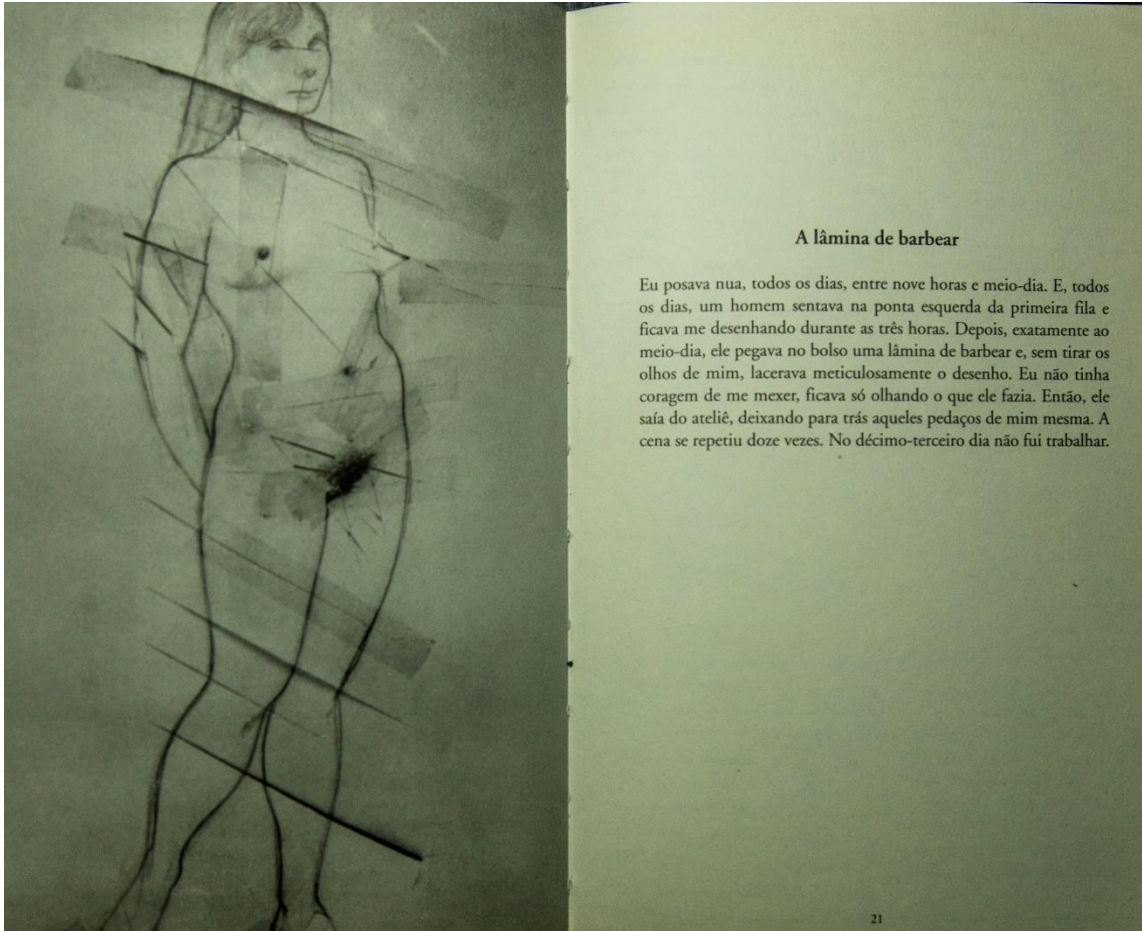 A lâmina de barbear
Eu posava nua, todos os dias, entre nove horas e meio-dia. E, todos
os dias, um homem sentava na ponta esquerda da primeira fila e
ficava me desenhando durante as três horas. Depois, exatamente ao
meio-dia, ele pegava no bolso uma lâmina de barbear e, sem tirar os
olhos de mim, lacerava meticulosamente o desenho. Eu não tinha
coragem de me mexer, ficava só olhando o que ele fazia. Então, ele
saía do ateliê, deixando para trás aqueles pedaços de mim mesma. A
cena se repetiu doze vezes. No décimo-terceiro dia não fui trabalhar.
21